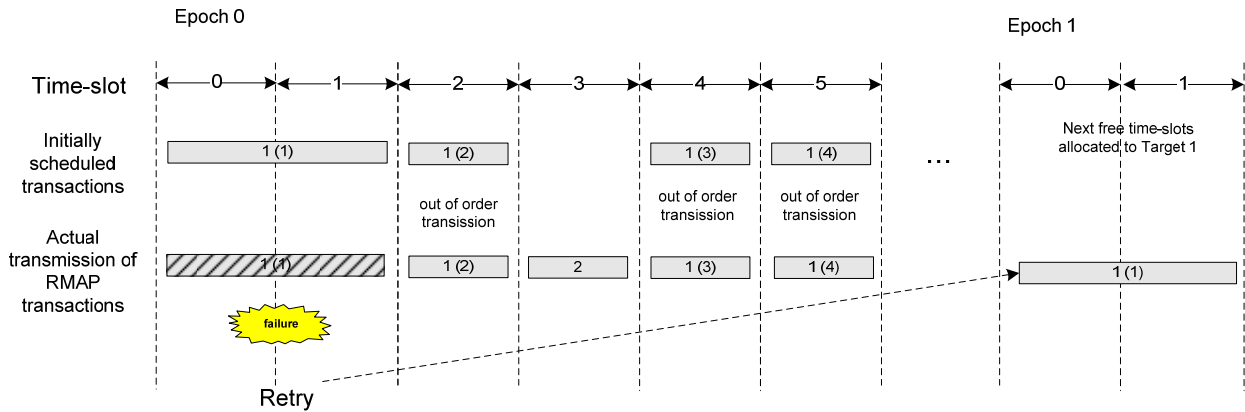 Epoch 0
Epoch 1
Time-slot
0
1
2
3
4
5
0
1
Initially
scheduled
transactions
1 (1)
1 (2)
1 (3)
1 (4)
...
Next free time-slots
allocated to Target 1
out of order
transission
out of order
transission
out of order
transission
Actual
transmission of
RMAP
transactions
1 (1)
1 (2)
2
1 (3)
1 (4)
1 (1)
failure
Retry